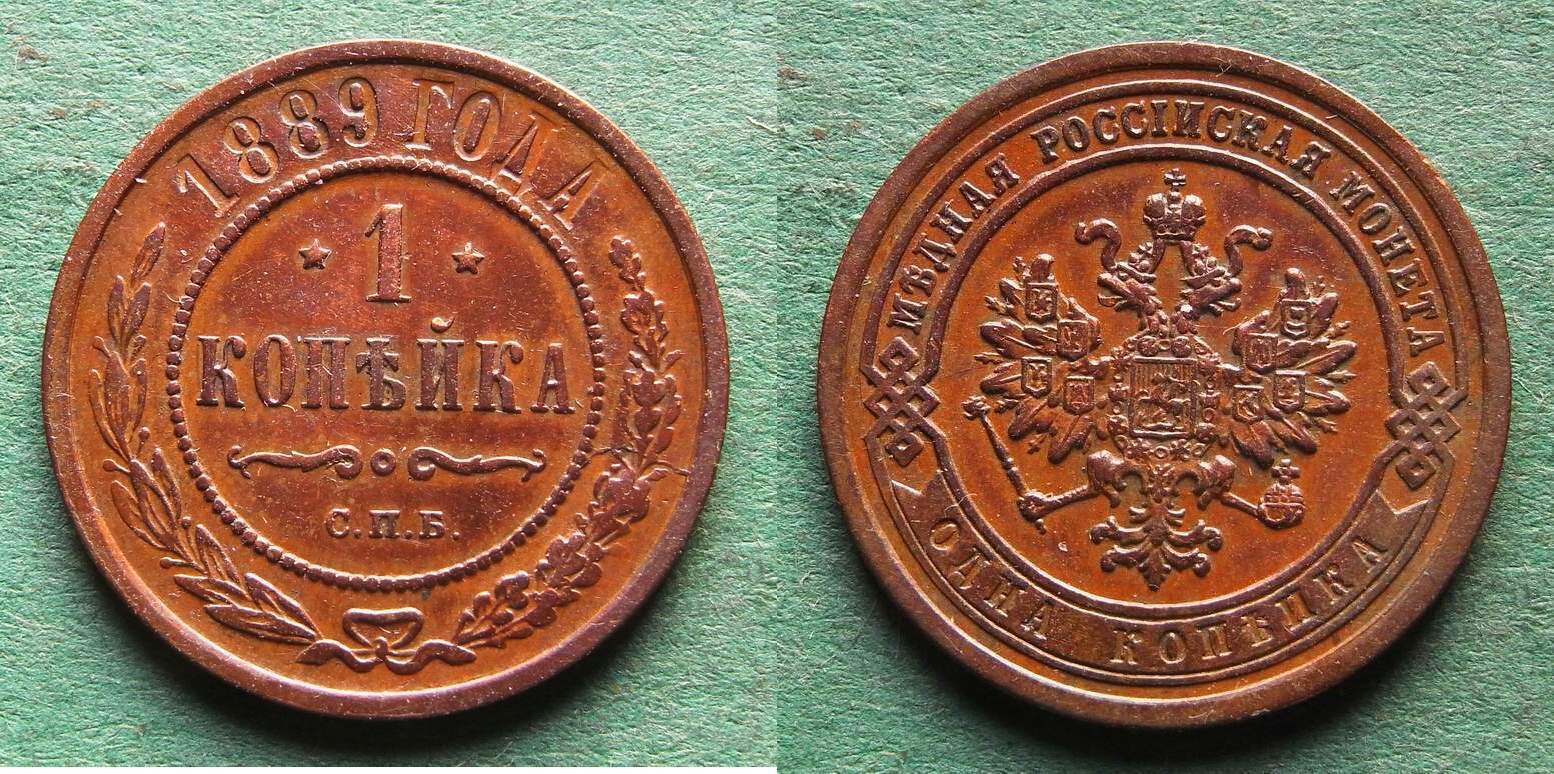 1889 ГОДА
1
КОПѢЙКА
С.П.Б.
МѢДНАЯ РОССІЙСКАЯ МОНЕТА
ОДНА КОПѢЙКА